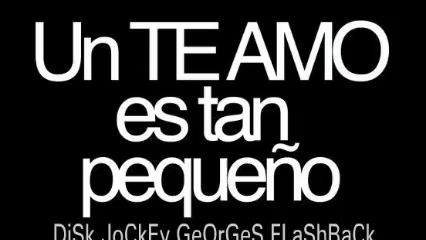 Un TE AMO
es tan
pequeño
DiSk JoCkEy GeOrGeS FLaShBaCk